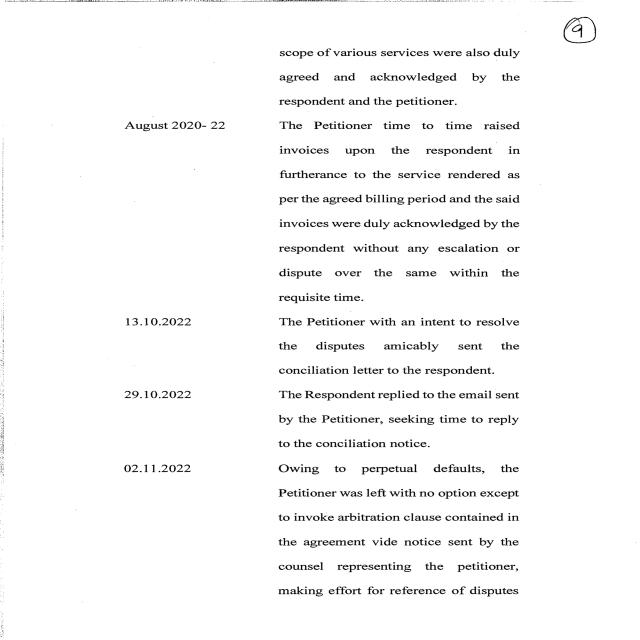 9
scope of various services were also duly
agreed and acknowledged by the
respondent and the petitioner.
August 2020- 22 The Petitioner time to time raised
invoices upon the respondent in
furtherance to the service rendered as
per the agreed billing period and the said
invoices were duly acknowledged by the
respondent without any escalation or
dispute over the same within the
requisite time.
13.10.2022 The Petitioner with an intent to resolve
the disputes amicably sent the
conciliation letter to the respondent.
29.10.2022 The Respondent replied to the email sent
by the Petitioner, seeking time to reply
to the conciliation notice.
02.11.2022 Owing to perpetual defaults, the
Petitioner was left with no option except
to invoke arbitration clause contained in
the agreement vide notice sent by the
counsel representing the petitioner,
making effort for reference of disputes